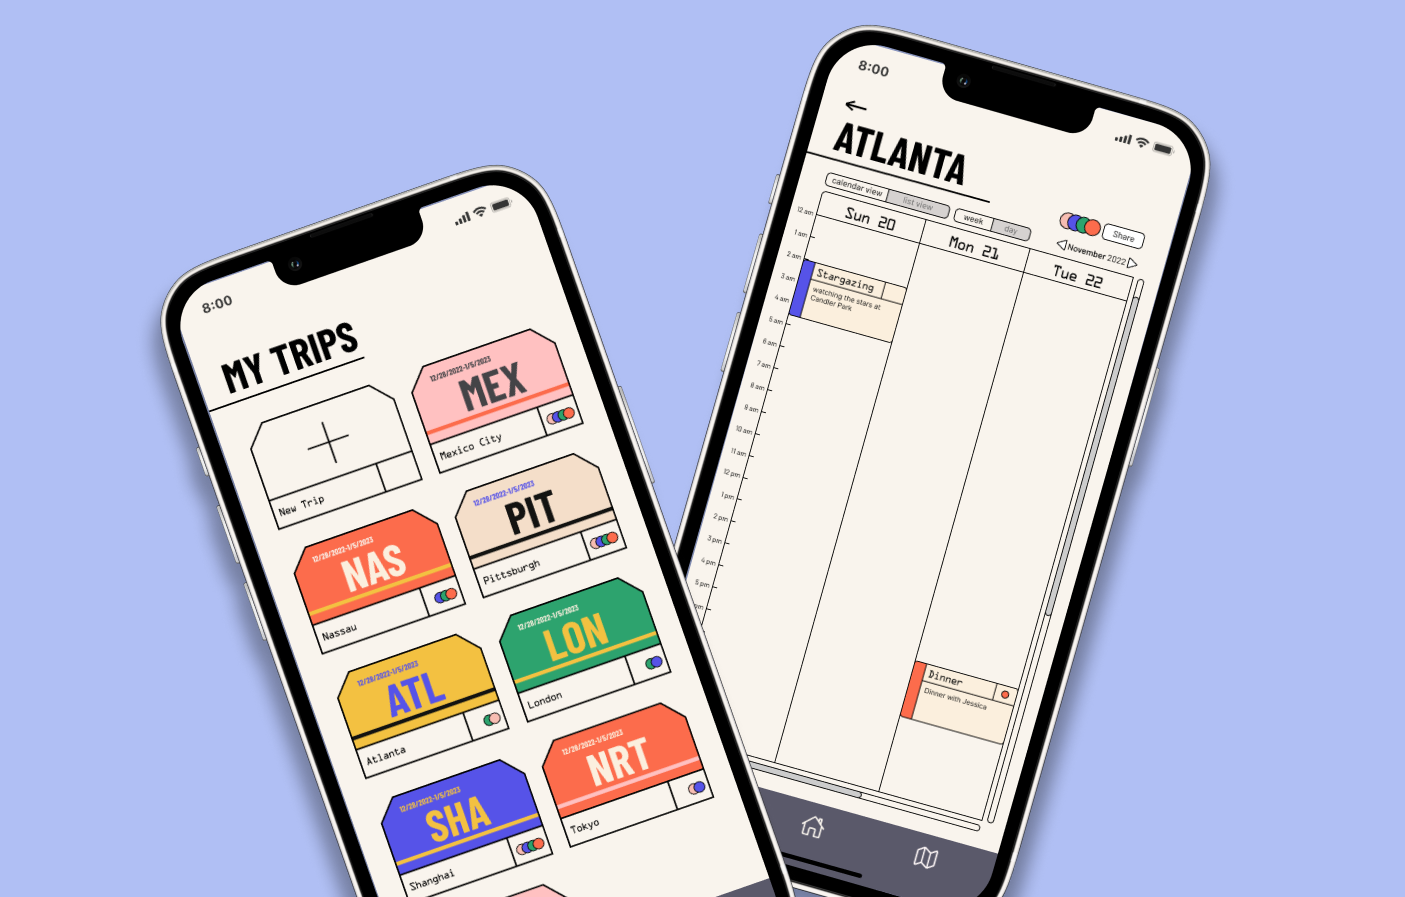 8:00
MY TRIPS
New Trip
12/28/2022-1/5/2023
MEX
Mexico City
12/28/2022-1/5/2023
NAS
Nassau
12/28/2022-1/5/2023
PIT
Pittsburgh
12/28/2022-1/5/2023
ATL
Atlanta
12/28/2022-1/5/2023
LON
London
12/28/2022-1/5/2023
SHA
Shanghai
12/28/2022-1/5/2023
NRT
Tokyo
8:00
ATLANTA
calendar view list view week day
Share
November 2022
Sun 20 Mon 21 Tue 22
12 am
1 am
2 am
3 am
4 am
5 am
6 am
7 am
8 am
9 am
10 am
11 am
12 pm
1 pm
2 pm
3 pm
4 pm
5 pm
Stargazing
watching the stars at
Candler Park
Dinner
Dinner with Jessica